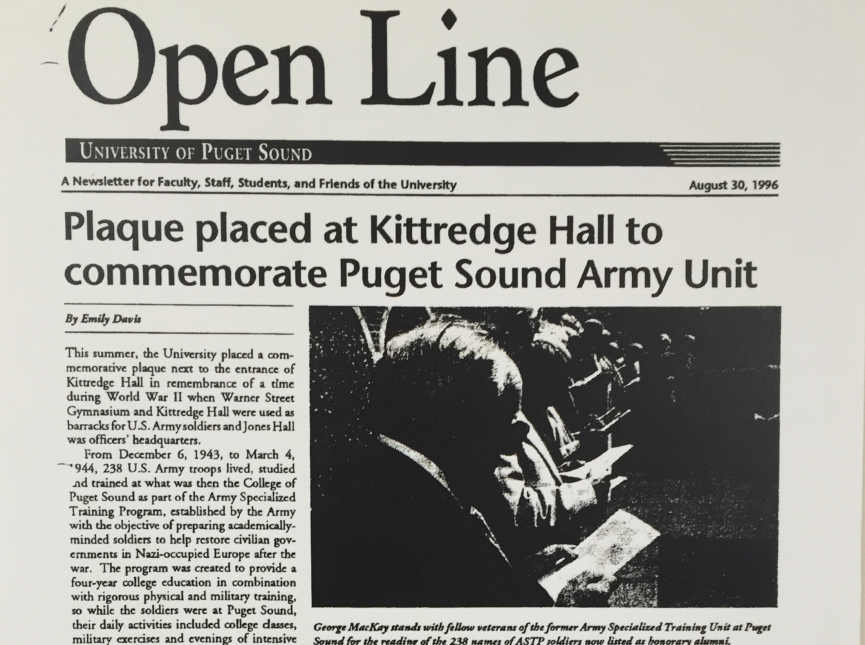 Open Line
UNIVERSITY OF PUGET SOUND
A Newsletter for Faculty, Staff, Students, and Friends of the University
August 30, 1996
Plaque placed at Kittredge Hall to
commemorate Puget Sound Army Unit
By Emily Davis
This summer, the University placed a com-
memorative plaque next to the entrance of
Kittredge Hall in remembrance of a time
during World War II when Warner Street
Gymnasium and Kittredge Hall were used as
barracks for U.S. Army soldiers and Jones Hall
was officers' headquarters.
From December 6, 1943, to March 4,
944, 238 U.S. Army troops lived, studied
nd trained at what was then the College of
Puget Sound as part of the Army Specialized
Training Program, established by the Army
with the objective of preparing academically-
minded soldiers to help restore civilian gov-
ernments in Nazi-occupied Europe after the
war. The program was created to provide a
four-year college education in combination
with rigorous physical and military training,
so while the soldiers were at Puget Sound,
their daily activities included college classes,
military exercises and evenings of intensive
George MacKay stands with fellow veterans of the former Army Specialized Training Unit at Puget
Sound for the reading of the 238 names of ASTP soldiers now listed as honorary alumni.